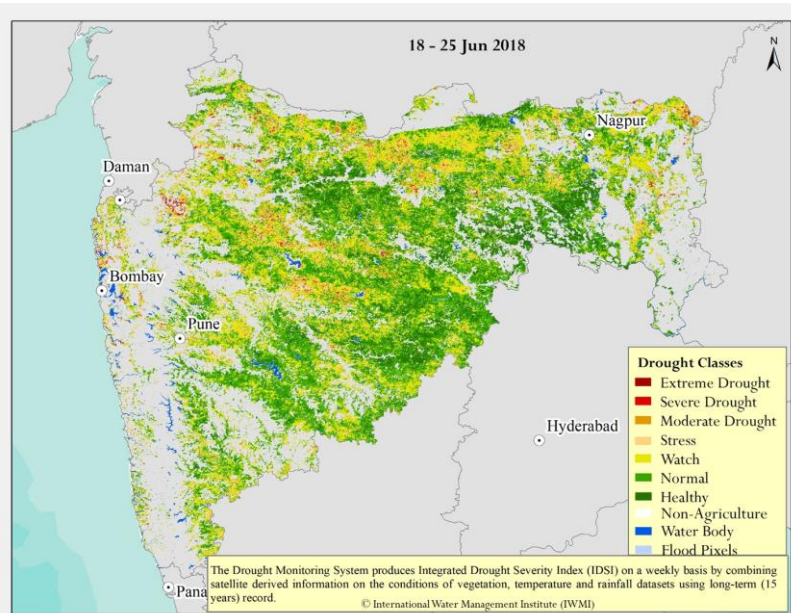 18 - 25 Jun 2018
N
Nagpur
Daman
Bombay
Pune
Hyderabad
Drought Classes
Extreme Drought
Severe Drought
Moderate Drought
Stress
Watch
Normal
Healthy
Non-Agriculture
Water Body
Flood Pixels
Pana
The Drought Monitoring System produces Integrated Drought Severity Index (IDSI) on a weekly basis by combining
satellite derived information on the conditions of vegetation, temperature and rainfall datasets using long-term (15
years) record.
© International Water Management Institute (IWMI)